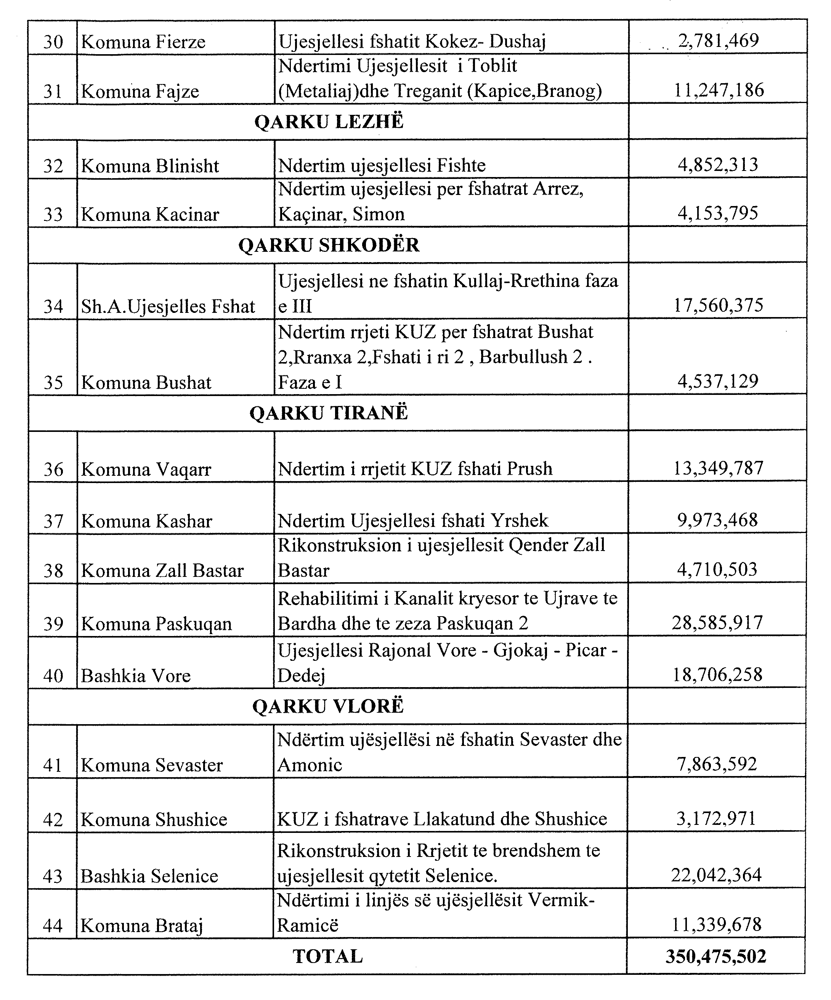 30 Komuna Fierze Ujesjellesi fshatit Kokez- Dushaj 2,781,469
Ndertimi Ujesjellesit i Toblit
31 Komuna Fajze (Metaliaj)dhe Treganit (Kapice,Branog) 11,247,186
QARKU LEZHË
32 Komuna Blinisht Ndertim ujesjellesi Fishte 4,852,313
Ndertim ujesjellesi per fshatrat Arrez,
33 Komuna Kacinar Kaçinar, Simon 4,153,795
QARKU SHKODËR
Ujesjellesi ne fshatin Kullaj-Rrethina faza
34 Sh.A.Ujesjelles Fshat e III 17,560,375
Ndertim rrjeti KUZ per fshatrat Bushat
2,Rranxa 2,Fshati i ri 2 , Barbullush 2 .
35 Komuna Bushat Faza e I 4,537,129
QARKU TIRANË
36 Komuna Vaqarr Ndertim i rrjetit KUZ fshati Prush 13,349,787
37 Komuna Kashar Ndertim Ujesjellesi fshati Yrshek 9,973,468
Rikonstruksion i ujesjellesit Qender Zall
38 Komuna Zall Bastar Bastar 4,710,503
Rehabilitimi i Kanalit kryesor te Ujrave te
39 Komuna Paskuqan Bardha dhe te zeza Paskuqan 2 28,585,917
Ujesjellesi Rajonal Vore - Gjokaj - Picar -
40 Bashkia Vore Dedej 18,706,258
QARKU VLORË
Ndërtim ujësjellësi në fshatin Sevaster dhe
41 Komuna Sevaster Amonic 7,863,592
42 Komuna Shushice KUZ i fshatrave Llakatund dhe Shushice 3,172,971
Rikonstruksion i Rrjetit te brendshem te
43 Bashkia Selenice ujesjellesit qytetit Selenice. 22,042,364
Ndërtimi i linjës së ujësjellësit Vermik-
44 Komuna Brataj Ramicë 11,339,678
TOTAL 350,475,502